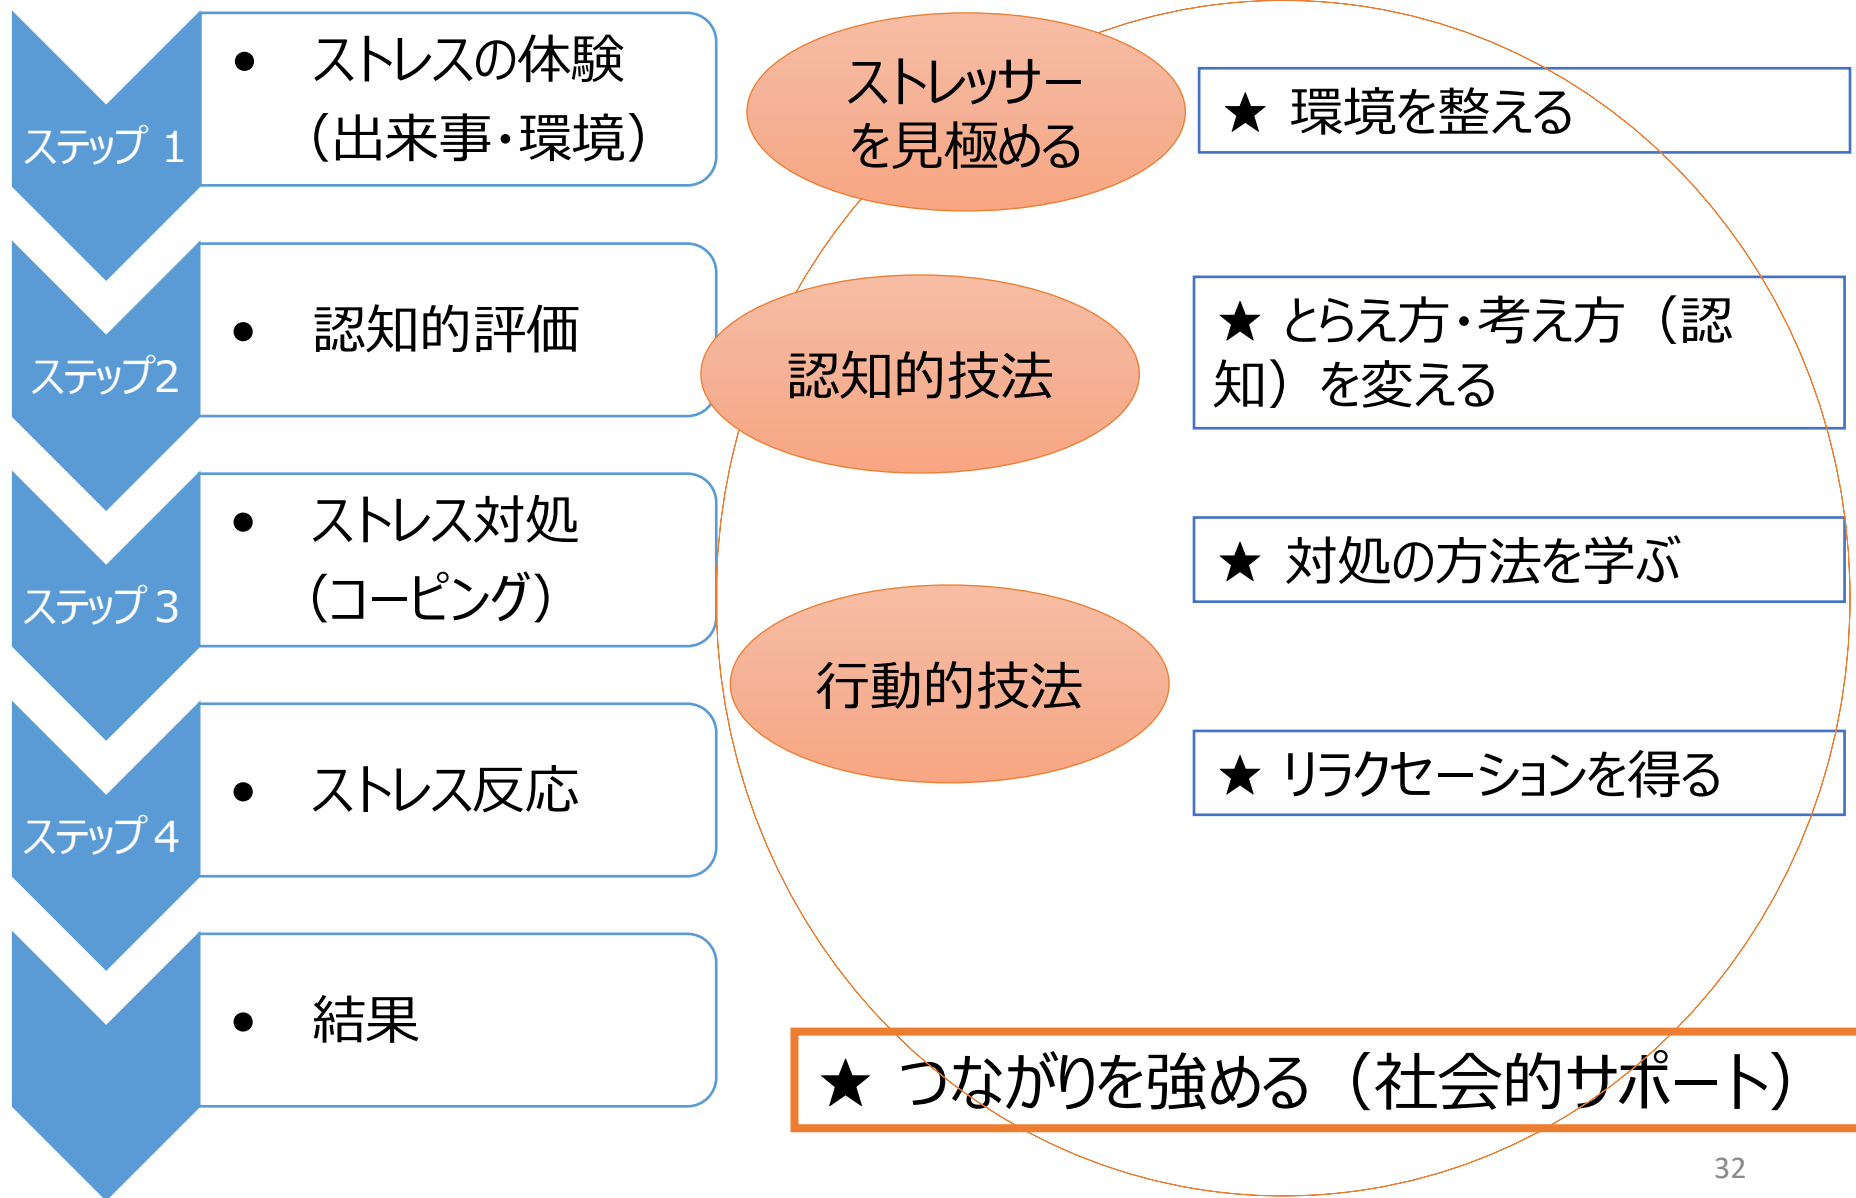 ステップ 1
• ストレスの体験
（出来事・環境）
ストレッサー
を見極める
★ 環境を整える
ステップ2
• 認知的評価
認知的技法
★ とらえ方・考え方（認
知）を変える
ステップ 3
• ストレス対処
（コーピング）
★ 対処の方法を学ぶ
行動的技法
ステップ 4
• ストレス反応
★ リラクセーションを得る
• 結果
★ つながりを強める（社会的サポート）
32